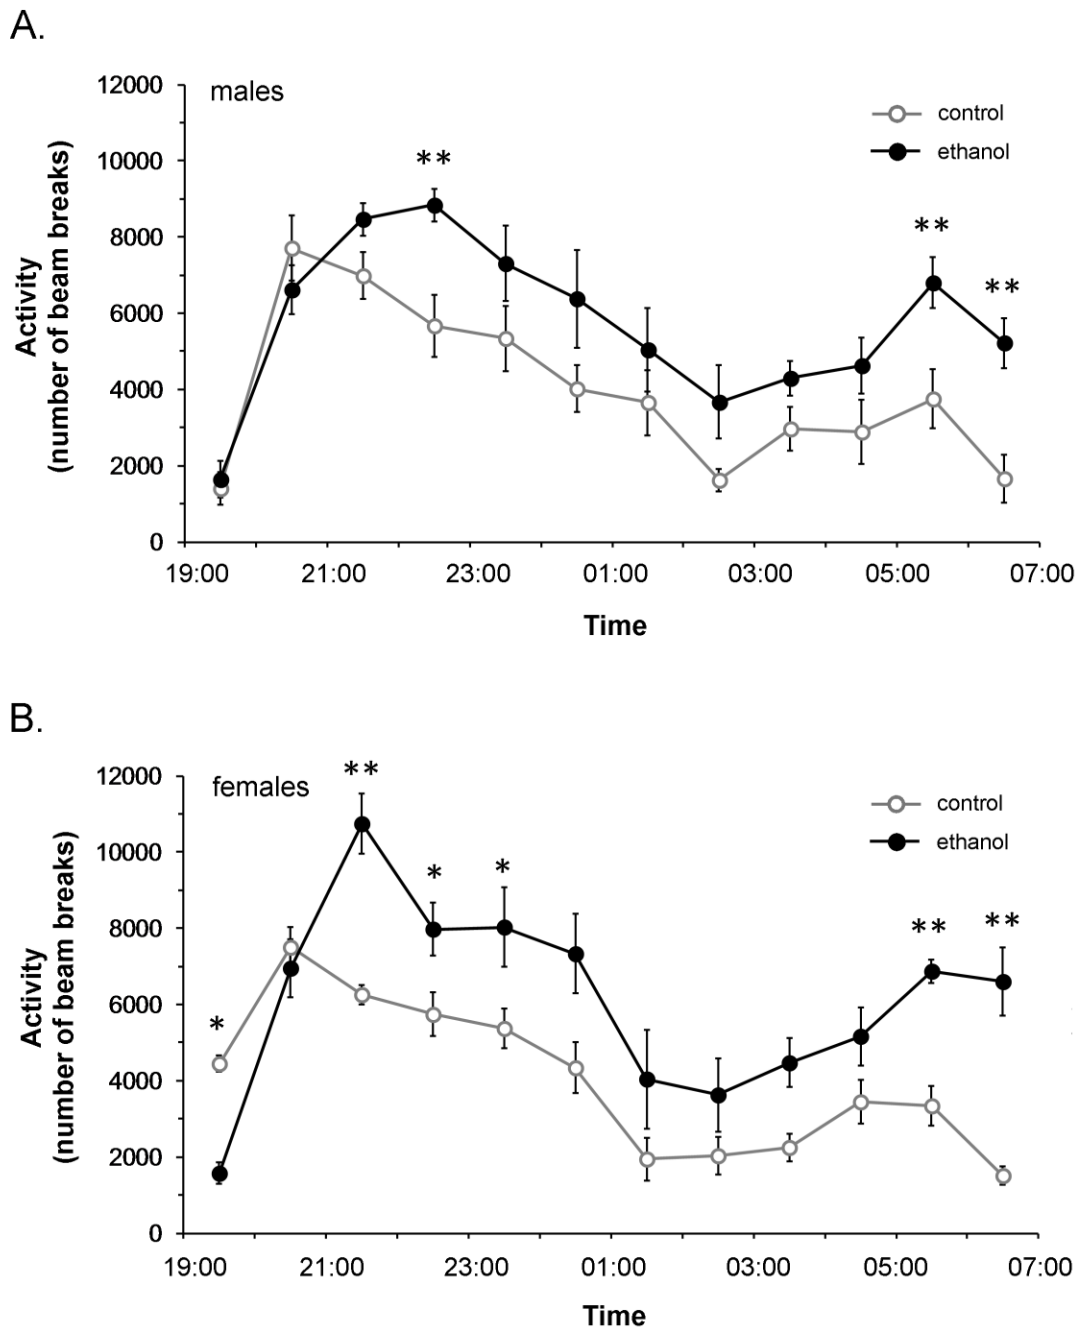 A.
males
control
ethanol
12000
10000
8000
6000
4000
2000
0
Activity
(number of beam breaks)
**
**
**
19:00 21:00 23:00 01:00 03:00 05:00 07:00
Time
B.
females
control
ethanol
12000
10000
8000
6000
4000
2000
0
Activity
(number of beam breaks)
*
**
*
*
**
**
19:00 21:00 23:00 01:00 03:00 05:00 07:00
Time